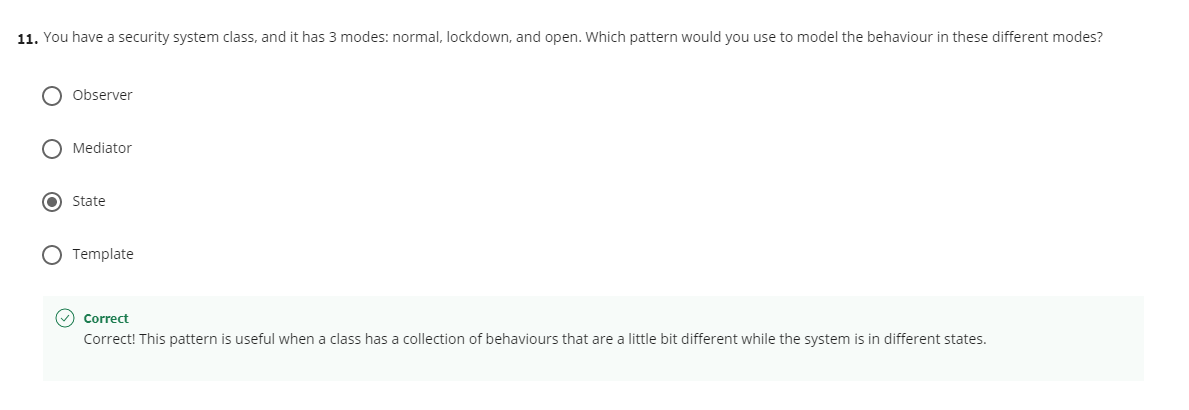 11. You have a security system class, and it has 3 modes: normal, lockdown, and open. Which pattern would you use to model the behaviour in these different modes?
Observer
Mediator
State
Template
Correct
Correct! This pattern is useful when a class has a collection of behaviours that are a little bit different while the system is in different states.